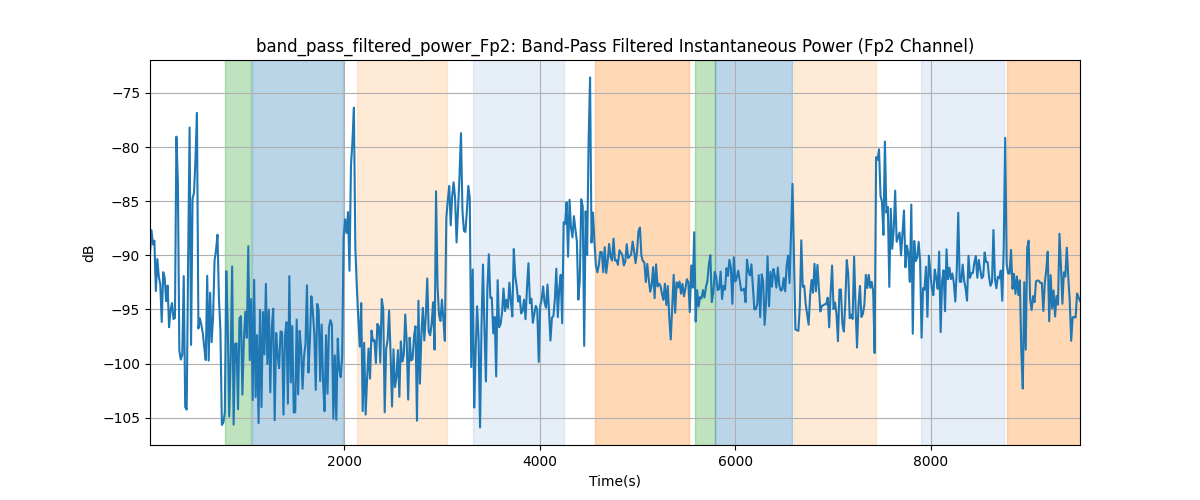 band_pass_filtered_power_Fp2: Band-Pass Filtered Instantaneous Power (Fp2 Channel)
−75
−80
−85
−90
−95
−100
−105
dB
2000 4000 6000 8000
Time(s)